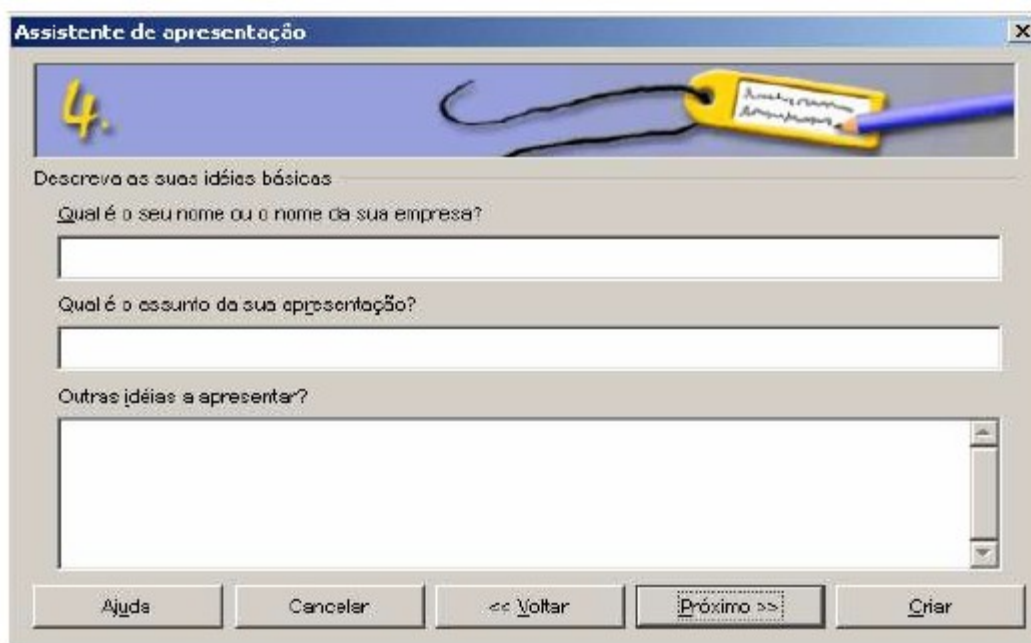 Assistente de apresentação
4.
Descreva as suas idéias básicas
Qual é o seu nome ou o nome da sua empresa?
Qual é o assunto da sua apresentação?
Outras idéias a apresentar?
Ajuda Cancelar << Voltar Próximo >> Criar